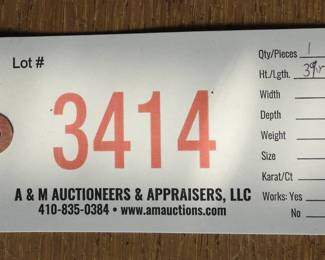 Lot #
3414
A & M AUCTIONEERS & APPRAISERS, LLC
410-835-0384 • www.amauctions.com
Qty/Pieces 1
Ht./Lgth.
Width
Depth
Weight
Size
Karat/Ct
Works: Yes
No